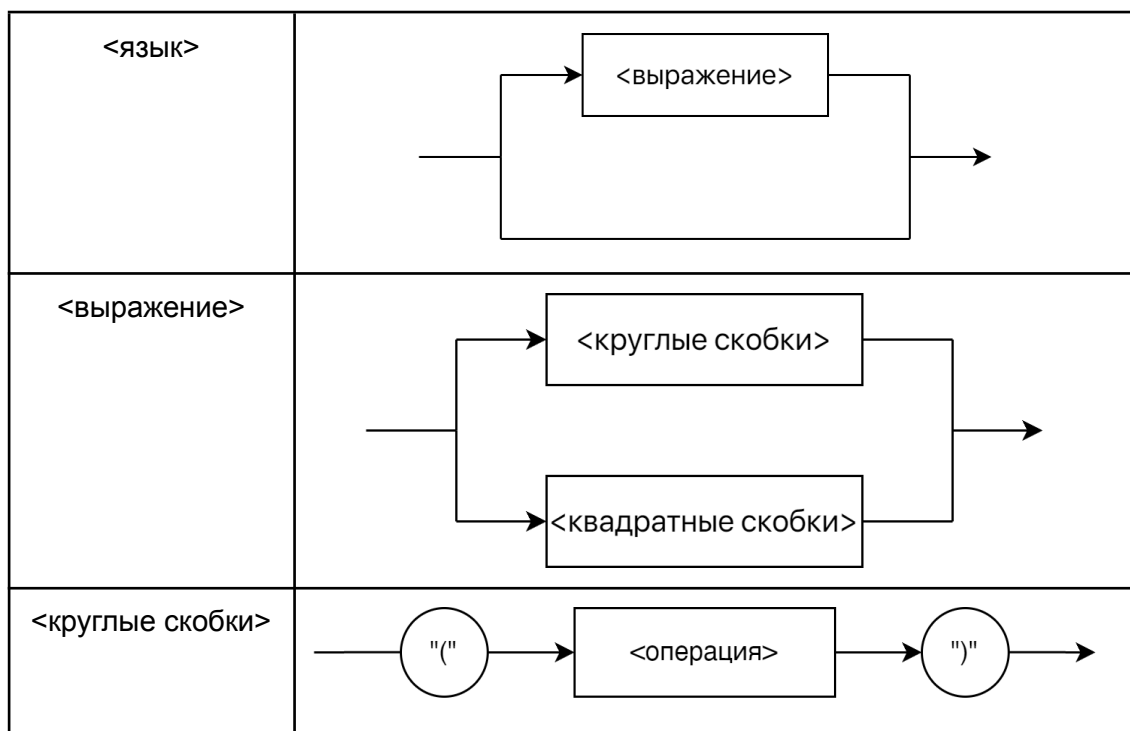 <язык>
<выражение>
<выражение>
<круглые скобки>
<квадратные скобки>
<круглые скобки>
"("
<операция>
")"